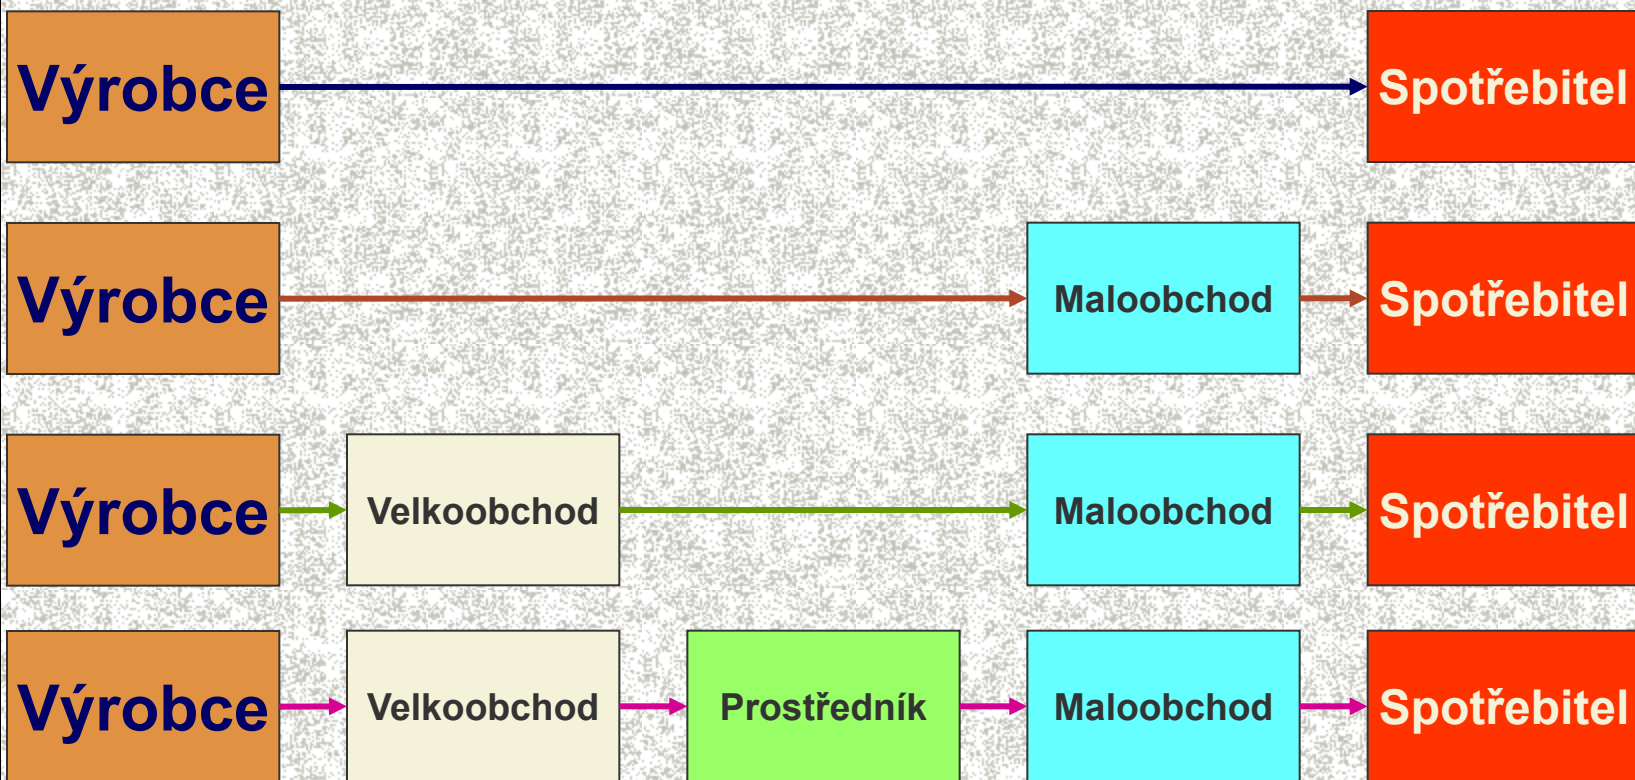 Výrobce Spotřebitel
Výrobce Maloobchod Spotřebitel
Výrobce Velkoobchod Maloobchod Spotřebitel
Výrobce Velkoobchod Prostředník Maloobchod Spotřebitel